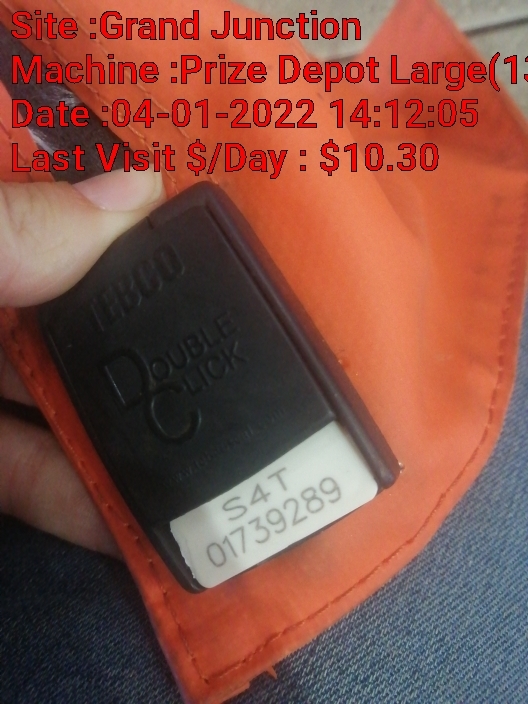 Site :Grand Junction
Machine :Prize Depot Large(13
Date :04-01-2022 14:12:05
Last Visit $/Day : $10.30
DOUBLE
CLICK
S4T
01739289